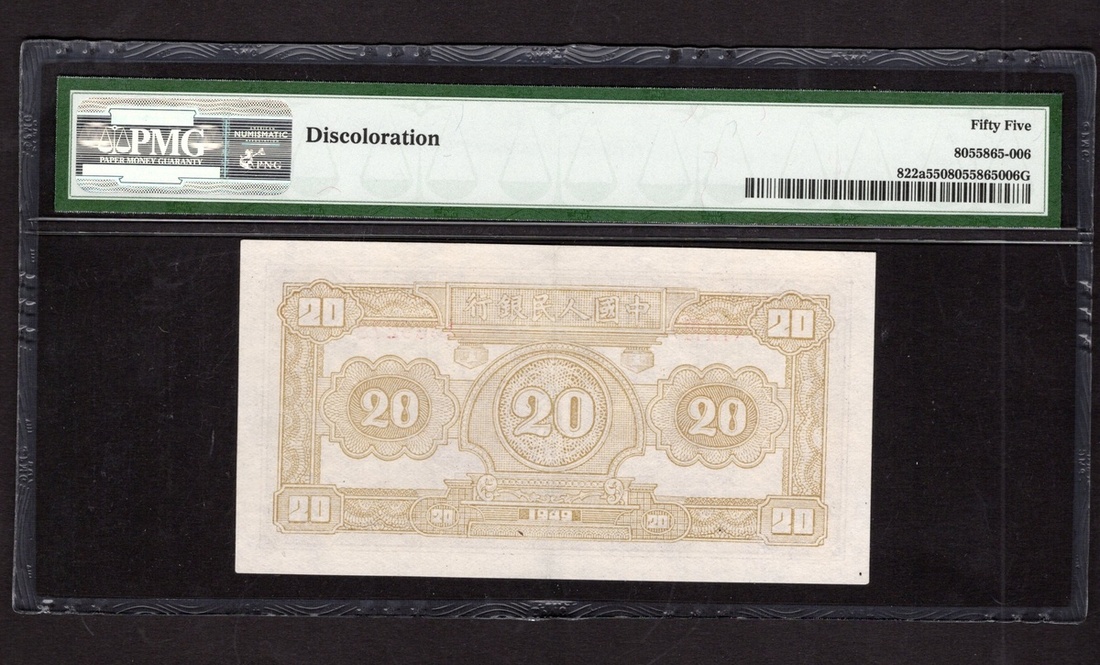 PMG
PAPER MONEY GUARANTY
NUMISMATIC
PNG
Discoloration
Fifty Five
8055865-006
822a5508055865006G
行銀民人國中
20
20
20
20
20
20
20
20
20
1949